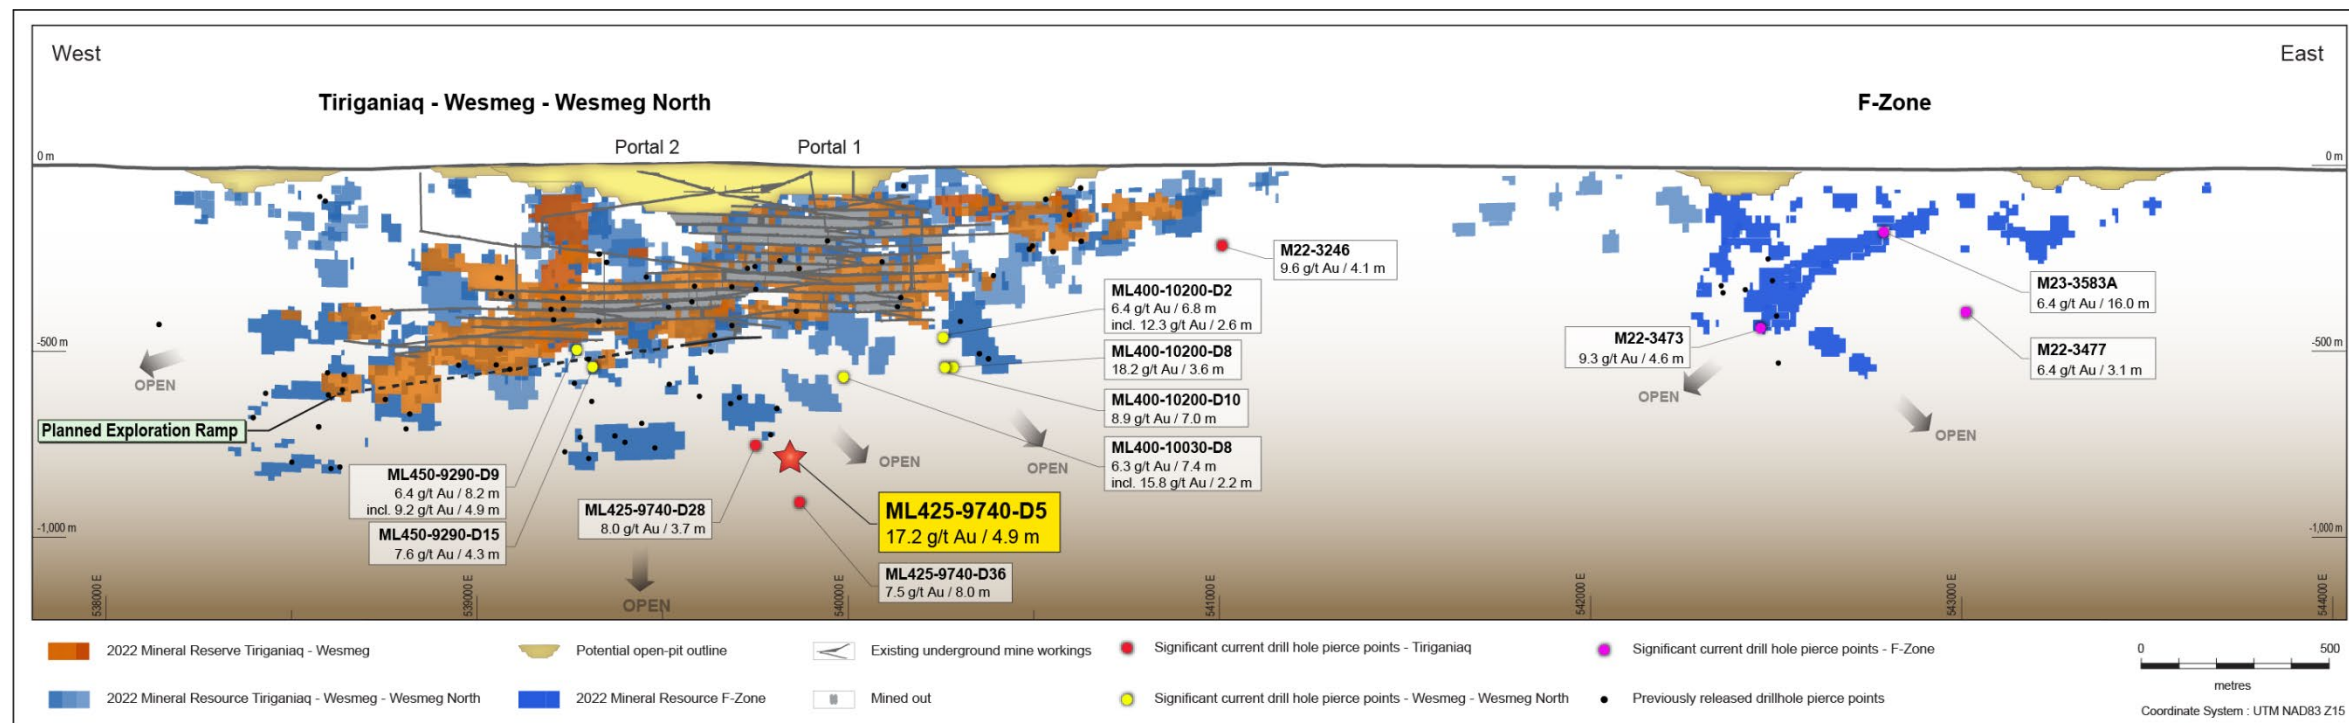 West
East
Tiriganiaq - Wesmeg - Wesmeg North
F-Zone
Portal 2
Portal 1
0 m
0 m
M22-3246
9.6 g/t Au / 4.1 m
ML400-10200-D2
6.4 g/t Au / 6.8 m
incl. 12.3 g/t Au / 2.6 m
M23-3583A
6.4 g/t Au / 16.0 m
M22-3473
9.3 g/t Au / 4.6 m
ML400-10200-D8
18.2 g/t Au / 3.6 m
M22-3477
6.4 g/t Au / 3.1 m
-500 m
-500 m
OPEN
OPEN
ML400-10200-D10
8.9 g/t Au / 7.0 m
Planned Exploration Ramp
OPEN
ML400-10030-D8
6.3 g/t Au / 7.4 m
incl. 15.8 g/t Au / 2.2 m
OPEN
OPEN
ML450-9290-D9
6.4 g/t Au / 8.2 m
incl. 9.2 g/t Au / 4.9 m
ML425-9740-D28
8.0 g/t Au / 3.7 m
ML425-9740-D5
17.2 g/t Au / 4.9 m
-1,000 m
-1,000 m
ML450-9290-D15
7.6 g/t Au / 4.3 m
ML425-9740-D36
7.5 g/t Au / 8.0 m
OPEN
538000 E
539000 E
540000 E
541000 E
542000 E
543000 E
544000 E
2022 Mineral Reserve Tiriganiaq - Wesmeg
Potential open-pit outline
Existing underground mine workings
Significant current drill hole pierce points - Tiriganiaq
Significant current drill hole pierce points - F-Zone
0 500
metres
2022 Mineral Resource Tiriganiaq - Wesmeg - Wesmeg North
2022 Mineral Resource F-Zone
Mined out
Significant current drill hole pierce points - Wesmeg - Wesmeg North
Previously released drillhole pierce points
Coordinate System : UTM NAD83 Z15